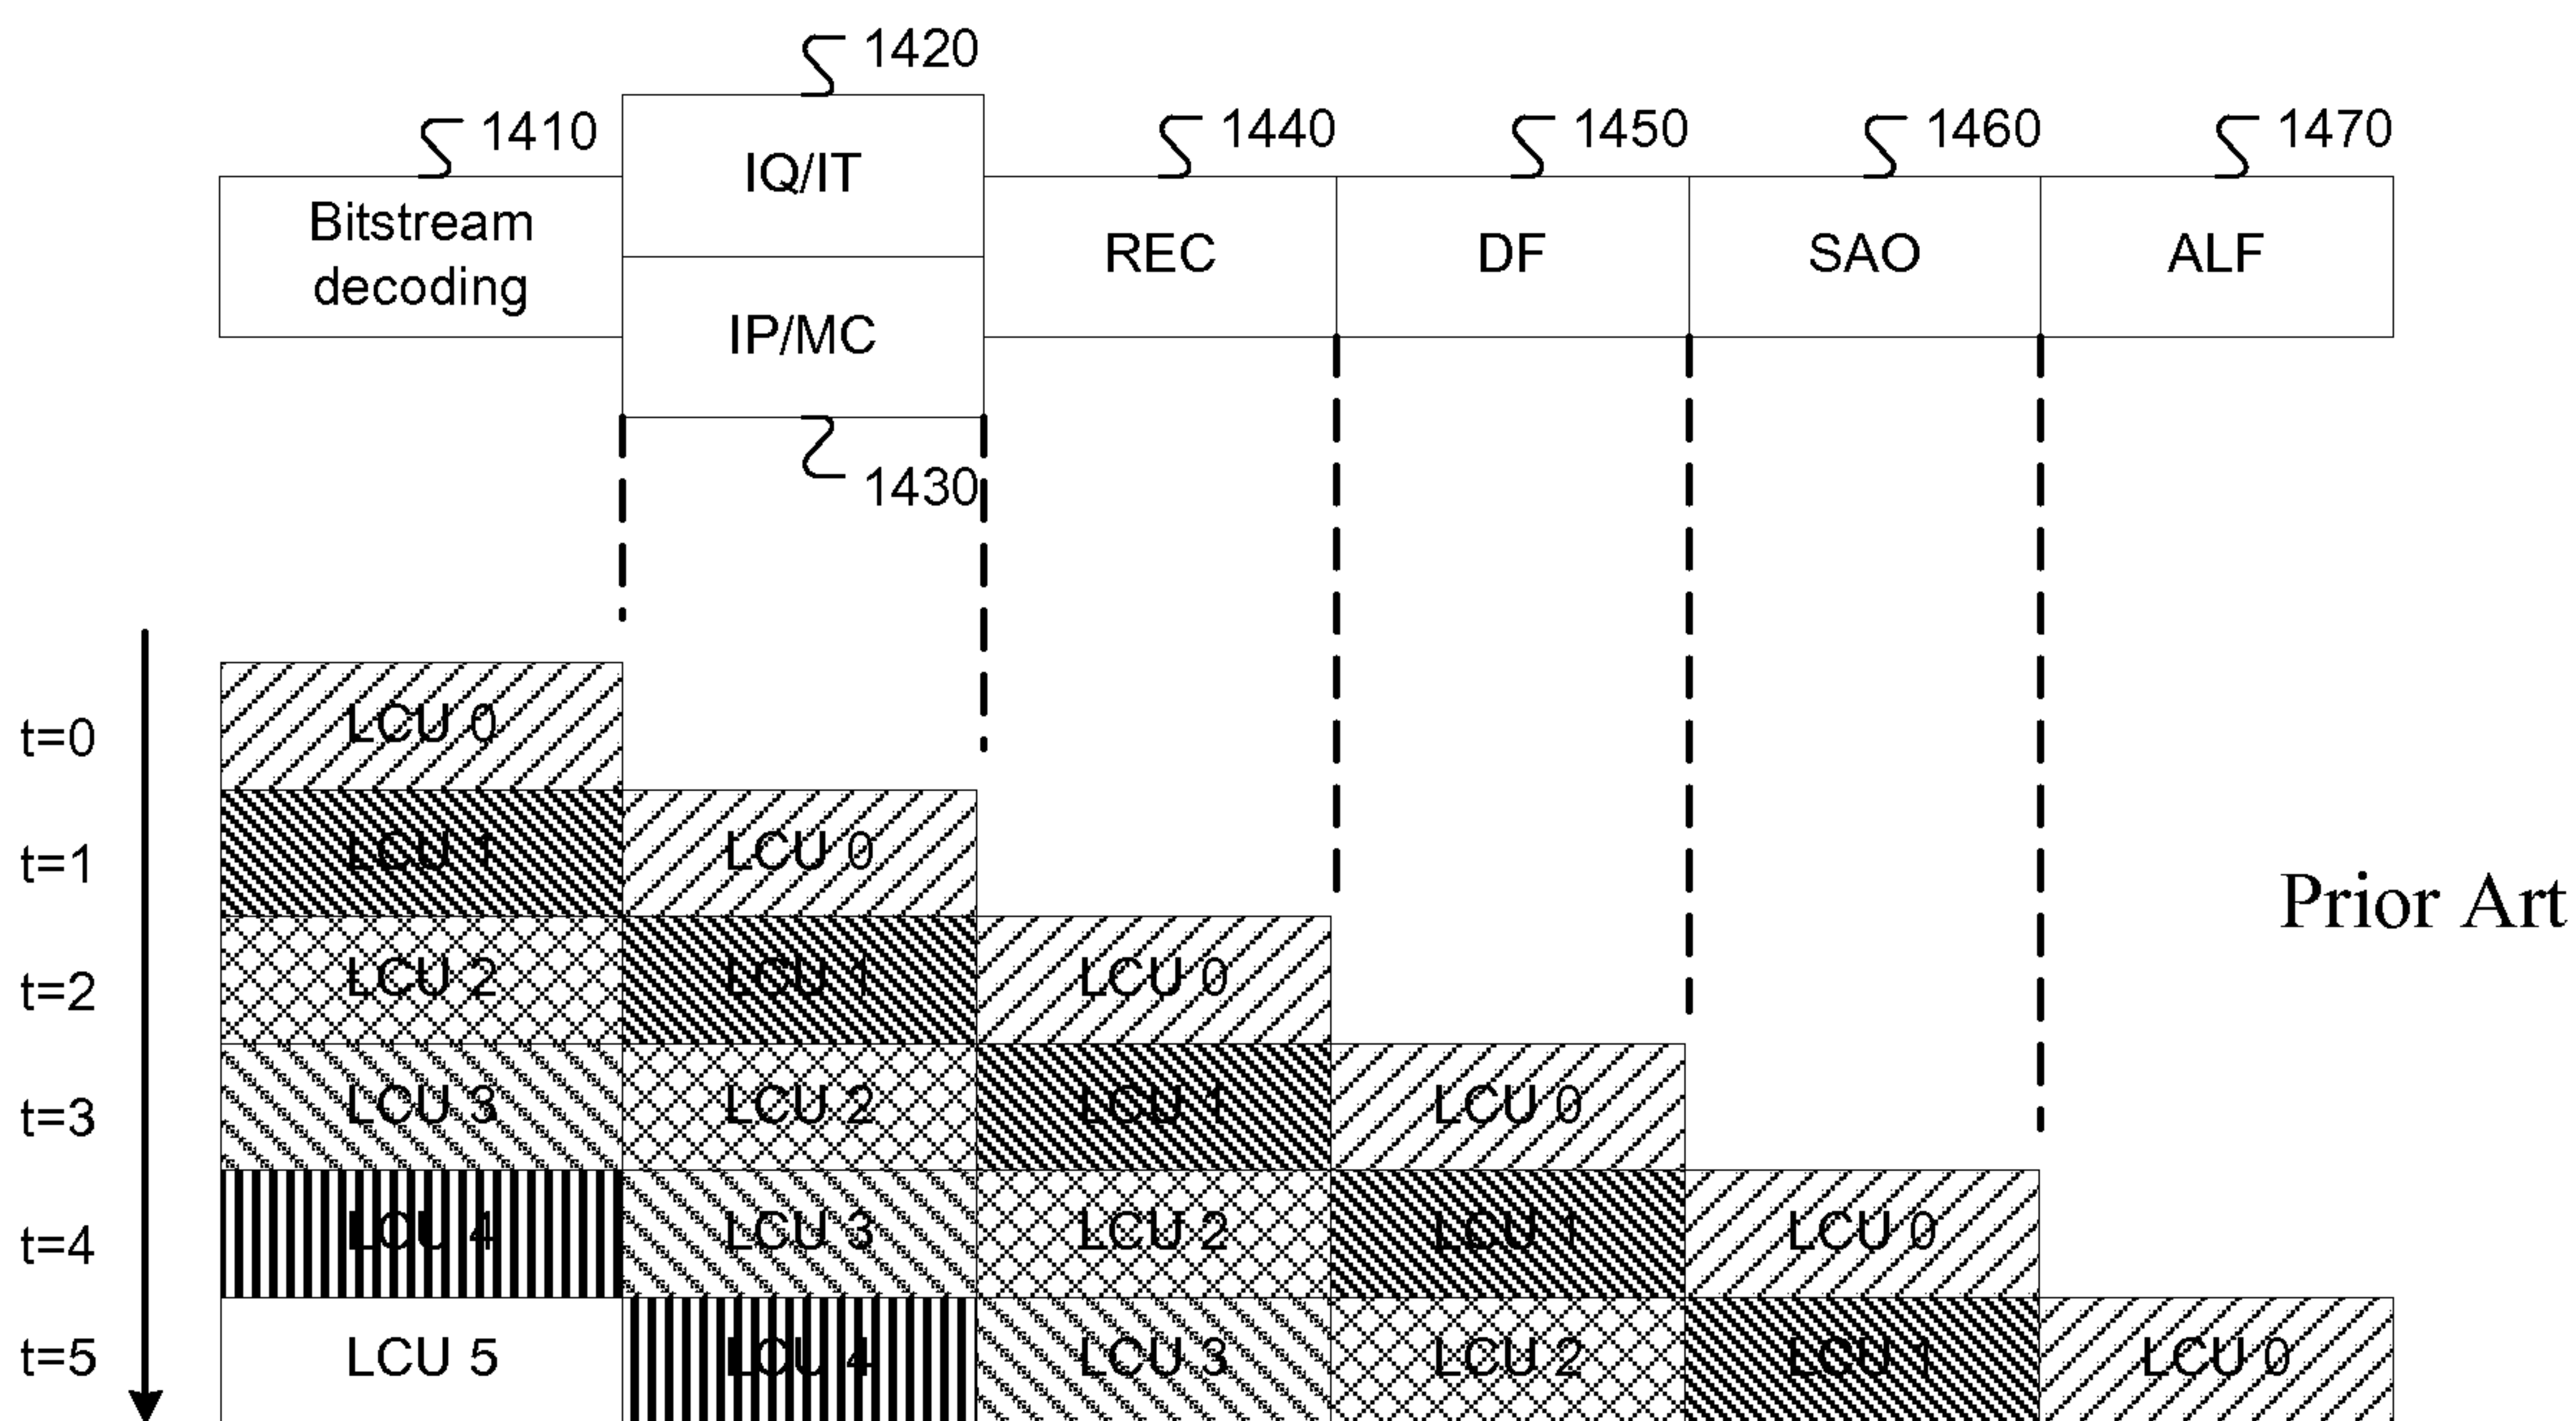 1420
1410
1440
1450
1460
1470
IQ/IT
Bitstream
decoding
REC
DF
SAO
ALF
IP/MC
1430
t=0
LCU 0
t=1
LCU 1
LCU 0
Prior Art
t=2
LCU 2
LCU 1
LCU 0
t=3
LCU 3
LCU 2
LCU 1
LCU 0
t=4
LCU 4
LCU 3
LCU 2
LCU 1
LCU 0
t=5
LCU 5
LCU 4
LCU 3
LCU 2
LCU 1
LCU 0